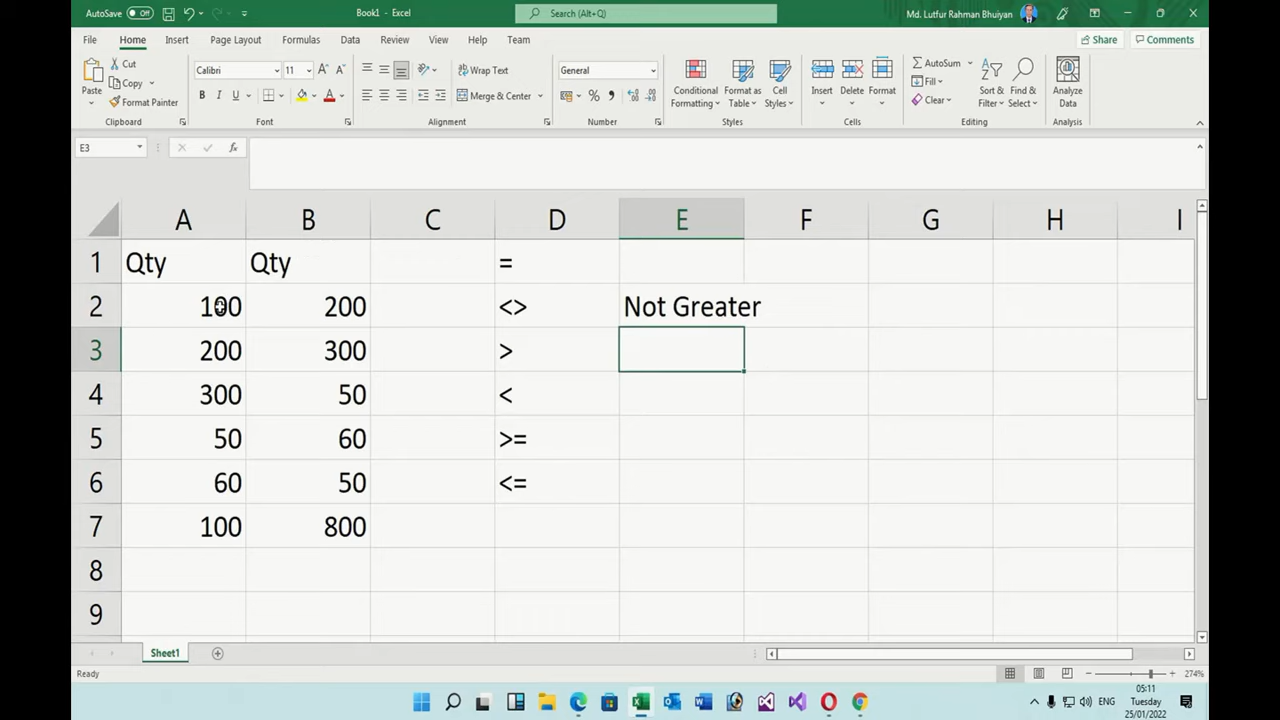 AutoSave Off Book1 - Excel Search (Alt+Q) Md. Lutfur Rahman Bhuiyan
File Home Insert Page Layout Formulas Data Review View Help Team Share Comments
Paste Cut Copy Format Painter Clipboard
Calibri 11 A A B I U A Font
Wrap Text Merge & Center Alignment
General % , Number
Conditional Formatting Format as Table Cell Styles Styles
Insert Delete Format Cells
AutoSum Fill Clear Sort & Filter Find & Select Editing
Analyze Data Analysis
E3 fx
A B C D E F G H I
1 Qty Qty =
2 100 200 <> Not Greater
3 200 300 >
4 300 50 <
5 50 60 >=
6 60 50 <=
7 100 800
8
9
Sheet1
Ready 274%
ENG 05:11
Tuesday
25/01/2022